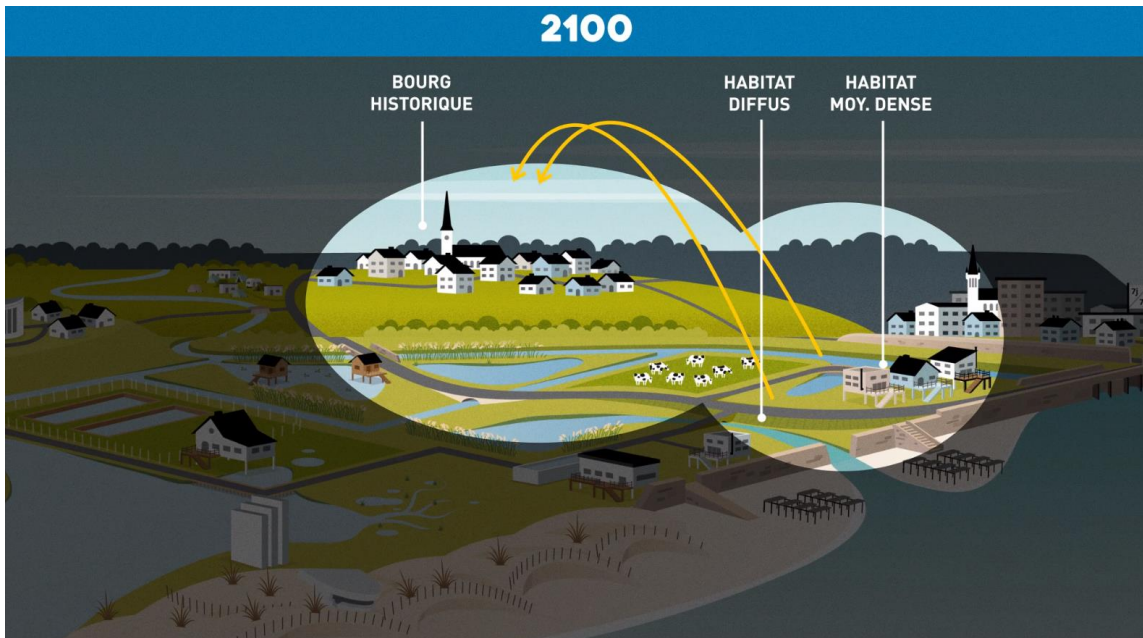 2100
BOURG
HISTORIQUE
HABITAT
DIFFUS
HABITAT
MOY. DENSE